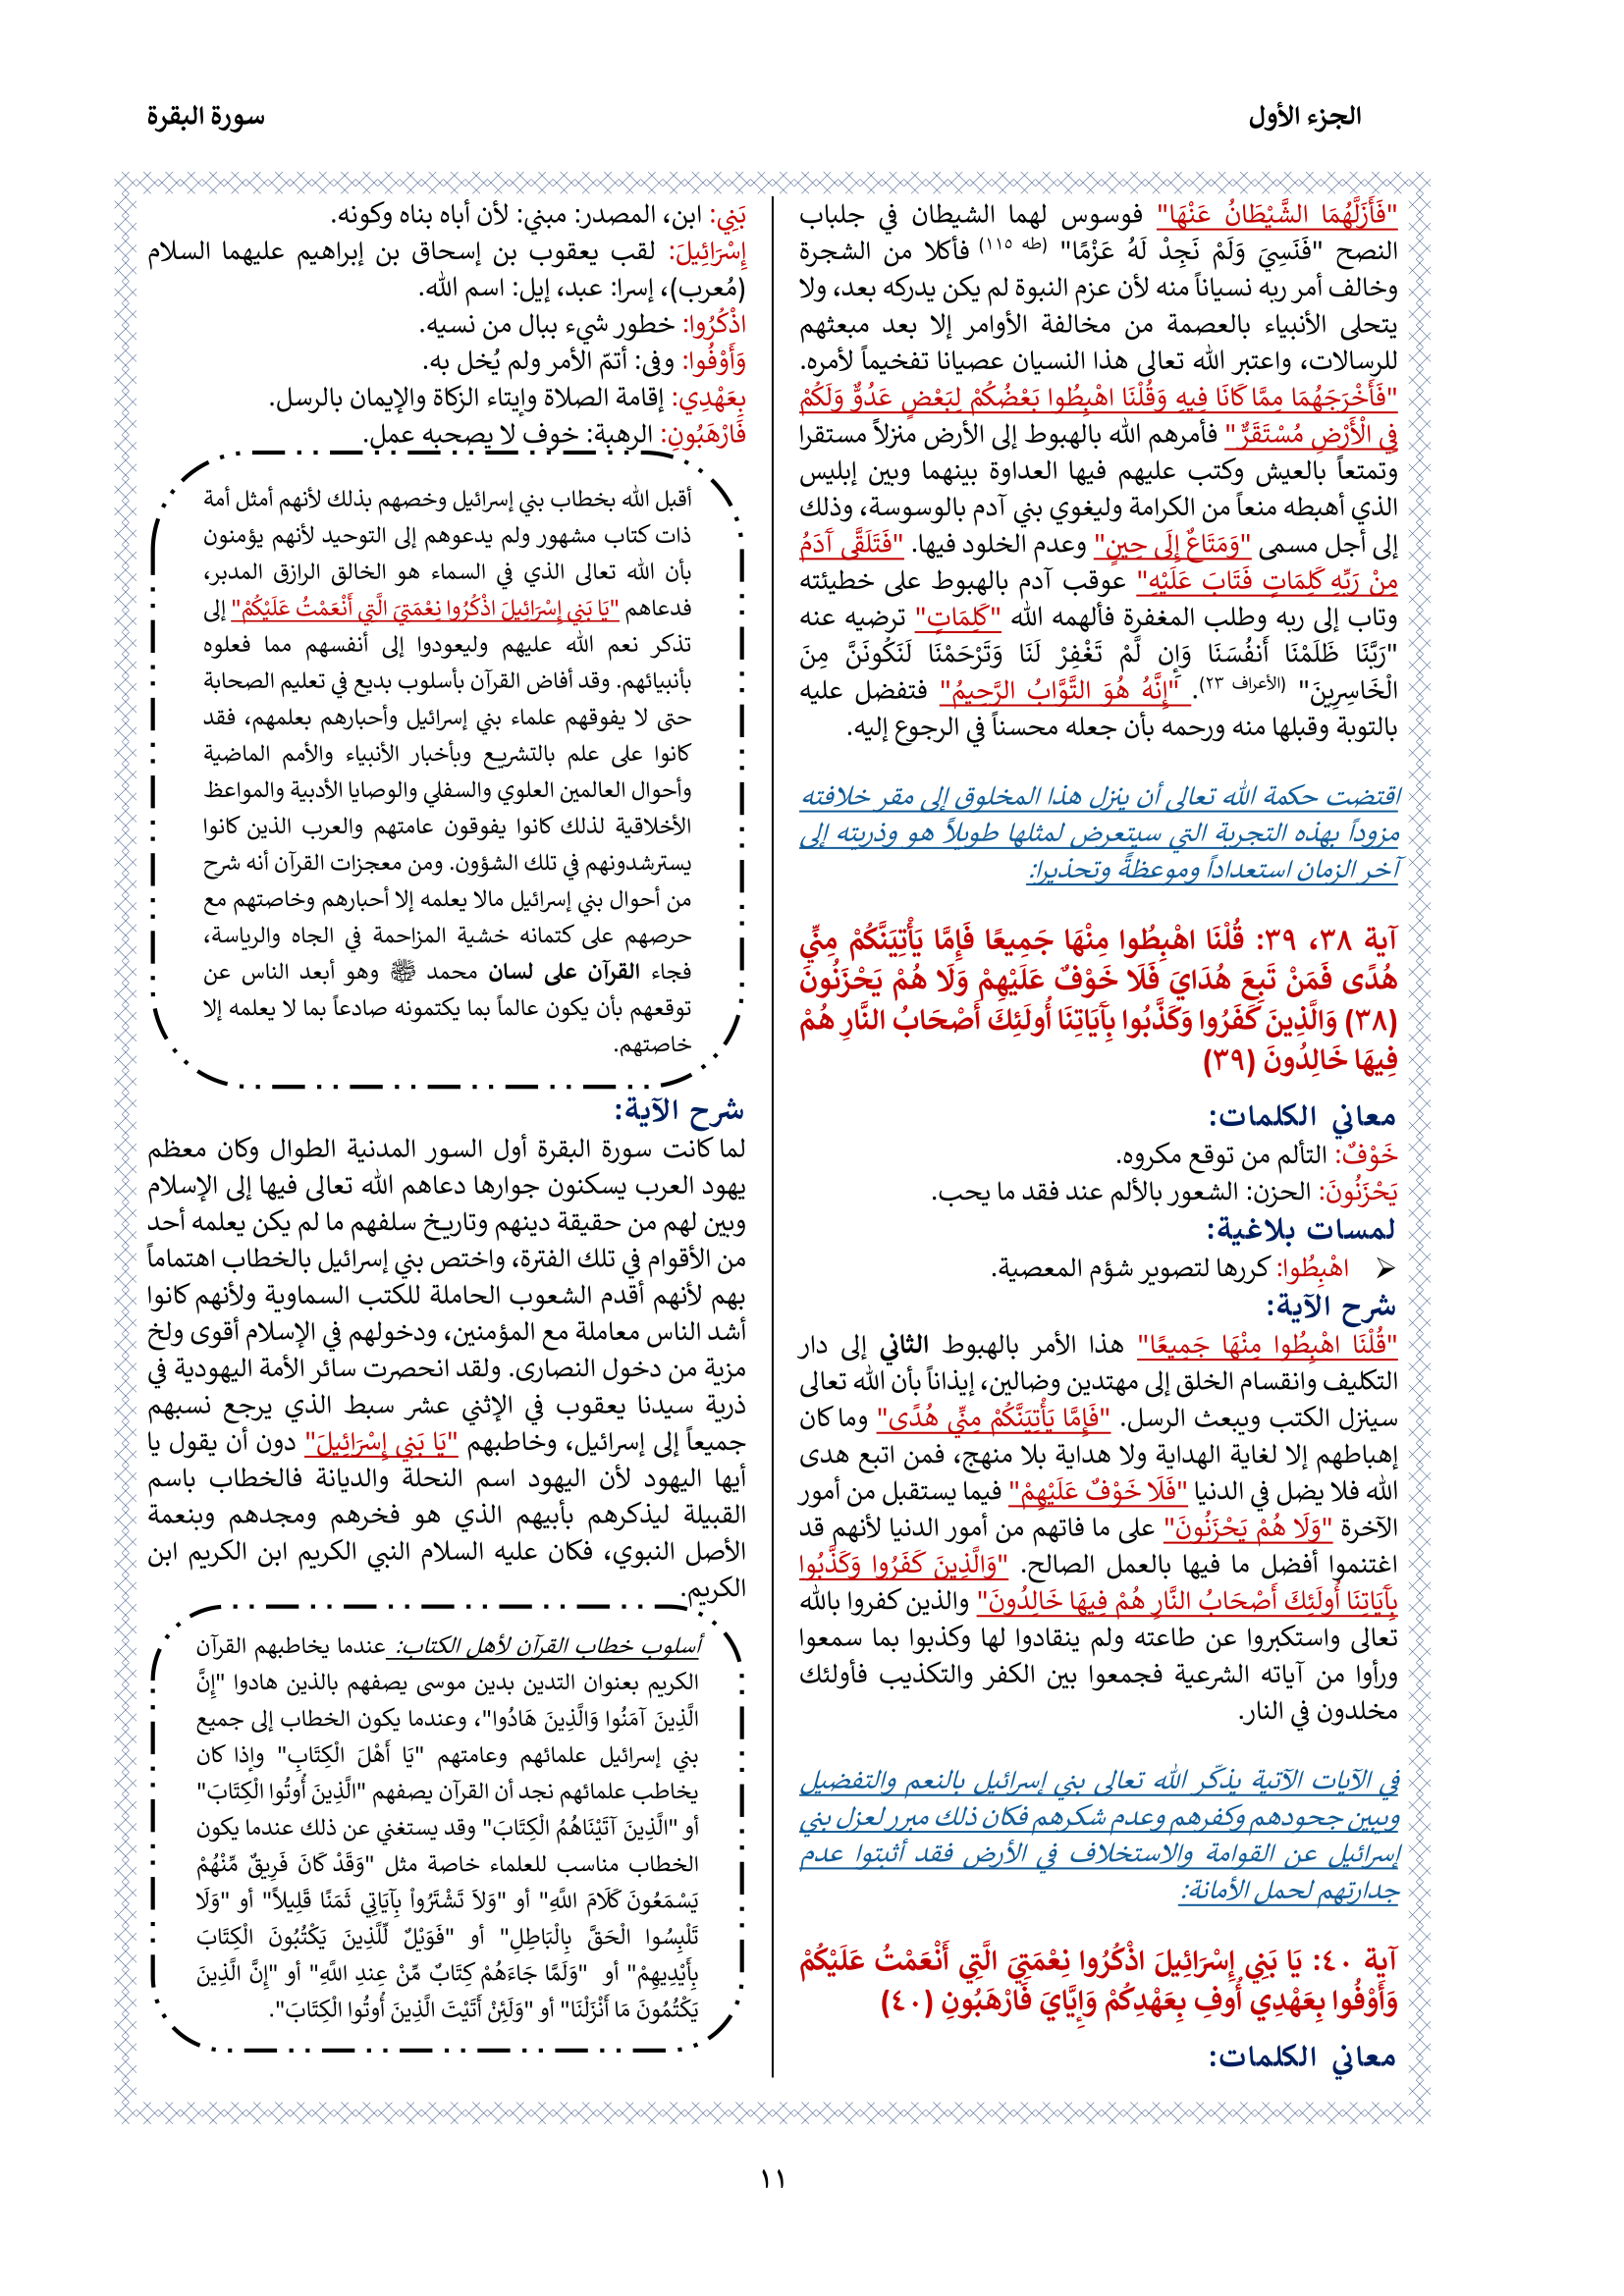 الجزء الأول
سورة البقرة
"فَأَزَلَّهُمَا الشَّيْطَانُ عَنْهَا" فوسوس لهما الشيطان في جلباب
النصح "فَنَسِيَ وَلَمْ نَجِدْ لَهُ عَزْمًا" (طه ١١٥) فأكلا من الشجرة
وخالف أمر ربه نسياناً منه لأن عزم النبوة لم يكن يدركه بعد، ولا
يتحلى الأنبياء بالعصمة من مخالفة الأوامر إلا بعد مبعثهم
للرسالات، واعتبر الله تعالى هذا النسيان عصيانا تفخيماً لأمره.
"فَأَخْرَجَهُمَا مِمَّا كَانَا فِيهِ وَقُلْنَا اهْبِطُوا بَعْضُكُمْ لِبَعْضٍ عَدُوٌّ وَلَكُمْ
فِي الْأَرْضِ مُسْتَقَرٌّ" فأمرهم الله بالهبوط إلى الأرض منزلاً مستقرا
وتمتعاً بالعيش وكتب عليهم فيها العداوة بينهما وبين إبليس
الذي أهبطه منعاً من الكرامة وليغوي بني آدم بالوسوسة، وذلك
إلى أجل مسمى "وَمَتَاعٌ إِلَى حِينٍ" وعدم الخلود فيها. "فَتَلَقَّى آَدَمُ
مِنْ رَبِّهِ كَلِمَاتٍ فَتَابَ عَلَيْهِ" عوقب آدم بالهبوط على خطيئته
وتاب إلى ربه وطلب المغفرة فألهمه الله "كَلِمَاتٍ" ترضيه عنه
"رَبَّنَا ظَلَمْنَا أَنفُسَنَا وَإِن لَّمْ تَغْفِرْ لَنَا وَتَرْحَمْنَا لَنَكُونَنَّ مِنَ
الْخَاسِرِينَ" (الأعراف ٢٣). "إِنَّهُ هُوَ التَّوَّابُ الرَّحِيمُ" فتفضل عليه
بالتوبة وقبلها منه ورحمه بأن جعله محسناً في الرجوع إليه.
اقتضت حكمة الله تعالى أن ينزل هذا المخلوق إلى مقر خلافته
مزوداً بهذه التجربة التي سيتعرض لمثلها طويلاً هو وذريته إلى
آخر الزمان استعداداً وموعظةً وتحذيرا:
آية ٣٨، ٣٩: قُلْنَا اهْبِطُوا مِنْهَا جَمِيعًا فَإِمَّا يَأْتِيَنَّكُمْ مِنِّي
هُدًى فَمَنْ تَبِعَ هُدَايَ فَلَا خَوْفٌ عَلَيْهِمْ وَلَا هُمْ يَحْزَنُونَ
(٣٨) وَالَّذِينَ كَفَرُوا وَكَذَّبُوا بِآَيَاتِنَا أُولَئِكَ أَصْحَابُ النَّارِ هُمْ
فِيهَا خَالِدُونَ (٣٩)
معاني الكلمات:
خَوْفٌ: التألم من توقع مكروه.
يَحْزَنُونَ: الحزن: الشعور بالألم عند فقد ما يحب.
لمسات بلاغية:
➢ اهْبِطُوا: كررها لتصوير شؤم المعصية.
شرح الآية:
"قُلْنَا اهْبِطُوا مِنْهَا جَمِيعًا" هذا الأمر بالهبوط الثاني إلى دار
التكليف وانقسام الخلق إلى مهتدين وضالين، إيذاناً بأن الله تعالى
سينزل الكتب ويبعث الرسل. "فَإِمَّا يَأْتِيَنَّكُمْ مِنِّي هُدًى" وما كان
إهباطهم إلا لغاية الهداية ولا هداية بلا منهج، فمن اتبع هدى
الله فلا يضل في الدنيا "فَلَا خَوْفٌ عَلَيْهِمْ" فيما يستقبل من أمور
الآخرة "وَلَا هُمْ يَحْزَنُونَ" على ما فاتهم من أمور الدنيا لأنهم قد
اغتنموا أفضل ما فيها بالعمل الصالح. "وَالَّذِينَ كَفَرُوا وَكَذَّبُوا
بِآَيَاتِنَا أُولَئِكَ أَصْحَابُ النَّارِ هُمْ فِيهَا خَالِدُونَ" والذين كفروا بالله
تعالى واستكبروا عن طاعته ولم ينقادوا لها وكذبوا بما سمعوا
ورأوا من آياته الشرعية فجمعوا بين الكفر والتكذيب فأولئك
مخلدون في النار.
في الآيات الآتية يذكّر الله تعالى بني إسرائيل بالنعم والتفضيل
ويبين جحودهم وكفرهم وعدم شكرهم فكان ذلك مبرر لعزل بني
إسرائيل عن القوامة والاستخلاف في الأرض فقد أثبتوا عدم
جدارتهم لحمل الأمانة:
آية ٤٠: يَا بَنِي إِسْرَائِيلَ اذْكُرُوا نِعْمَتِيَ الَّتِي أَنْعَمْتُ عَلَيْكُمْ
وَأَوْفُوا بِعَهْدِي أُوفِ بِعَهْدِكُمْ وَإِيَّايَ فَارْهَبُونِ (٤٠)
معاني الكلمات:
بَنِي: ابن، المصدر: مبني: لأن أباه بناه وكونه.
إِسْرَائِيلَ: لقب يعقوب بن إسحاق بن إبراهيم عليهما السلام
(مُعرب)، إسرا: عبد، إيل: اسم الله.
اذْكُرُوا: خطور شيء ببال من نسيه.
وَأَوْفُوا: وفى: أتمّ الأمر ولم يُخل به.
بِعَهْدِي: إقامة الصلاة وإيتاء الزكاة والإيمان بالرسل.
فَارْهَبُونِ: الرهبة: خوف لا يصحبه عمل.
أقبل الله بخطاب بني إسرائيل وخصهم بذلك لأنهم أمثل أمة
ذات كتاب مشهور ولم يدعوهم إلى التوحيد لأنهم يؤمنون
بأن الله تعالى الذي في السماء هو الخالق الرازق المدبر،
فدعاهم "يَا بَنِي إِسْرَائِيلَ اذْكُرُوا نِعْمَتِيَ الَّتِي أَنْعَمْتُ عَلَيْكُمْ" إلى
تذكر نعم الله عليهم وليعودوا إلى أنفسهم مما فعلوه
بأنبيائهم. وقد أفاض القرآن بأسلوب بديع في تعليم الصحابة
حتى لا يفوقهم علماء بني إسرائيل وأحبارهم بعلمهم، فقد
كانوا على علم بالتشريع وبأخبار الأنبياء والأمم الماضية
وأحوال العالمين العلوي والسفلي والوصايا الأدبية والمواعظ
الأخلاقية لذلك كانوا يفوقون عامتهم والعرب الذين كانوا
يسترشدونهم في تلك الشؤون. ومن معجزات القرآن أنه شرح
من أحوال بني إسرائيل مالا يعلمه إلا أحبارهم وخاصتهم مع
حرصهم على كتمانه خشية المزاحمة في الجاه والرياسة،
فجاء القرآن على لسان محمد ﷺ وهو أبعد الناس عن
توقعهم بأن يكون عالماً بما يكتمونه صادعاً بما لا يعلمه إلا
خاصتهم.
شرح الآية:
لما كانت سورة البقرة أول السور المدنية الطوال وكان معظم
يهود العرب يسكنون جوارها دعاهم الله تعالى فيها إلى الإسلام
وبين لهم من حقيقة دينهم وتاريخ سلفهم ما لم يكن يعلمه أحد
من الأقوام في تلك الفترة، واختص بني إسرائيل بالخطاب اهتماماً
بهم لأنهم أقدم الشعوب الحاملة للكتب السماوية ولأنهم كانوا
أشد الناس معاملة مع المؤمنين، ودخولهم في الإسلام أقوى ولخ
مزية من دخول النصارى. ولقد انحصرت سائر الأمة اليهودية في
ذرية سيدنا يعقوب في الإثني عشر سبط الذي يرجع نسبهم
جميعاً إلى إسرائيل، وخاطبهم "يَا بَنِي إِسْرَائِيلَ" دون أن يقول يا
أيها اليهود لأن اليهود اسم النحلة والديانة فالخطاب باسم
القبيلة ليذكرهم بأبيهم الذي هو فخرهم ومجدهم وبنعمة
الأصل النبوي، فكان عليه السلام النبي الكريم ابن الكريم ابن
الكريم.
أسلوب خطاب القرآن لأهل الكتاب: عندما يخاطبهم القرآن
الكريم بعنوان التدين بدين موسى يصفهم بالذين هادوا "إِنَّ
الَّذِينَ آمَنُوا وَالَّذِينَ هَادُوا"، وعندما يكون الخطاب إلى جميع
بني إسرائيل علمائهم وعامتهم "يَا أَهْلَ الْكِتَابِ" وإذا كان
يخاطب علمائهم نجد أن القرآن يصفهم "الَّذِينَ أُوتُوا الْكِتَابَ"
أو "الَّذِينَ آتَيْنَاهُمُ الْكِتَابَ" وقد يستغني عن ذلك عندما يكون
الخطاب مناسب للعلماء خاصة مثل "وَقَدْ كَانَ فَرِيقٌ مِّنْهُمْ
يَسْمَعُونَ كَلَامَ اللَّهِ" أو "وَلاَ تَشْتَرُواْ بِآيَاتِي ثَمَنًا قَلِيلاً" أو "وَلَا
تَلْبِسُوا الْحَقَّ بِالْبَاطِلِ" أو "فَوَيْلٌ لِّلَّذِينَ يَكْتُبُونَ الْكِتَابَ
بِأَيْدِيهِمْ" أو "وَلَمَّا جَاءَهُمْ كِتَابٌ مِّنْ عِندِ اللَّهِ" أو "إِنَّ الَّذِينَ
يَكْتُمُونَ مَا أَنْزَلْنَا" أو "وَلَئِنْ أَتَيْتَ الَّذِينَ أُوتُوا الْكِتَابَ".
١١